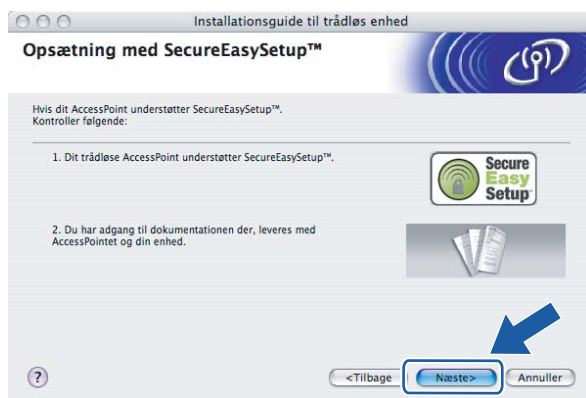 Installationsguide til trådløs enhed
Opsætning med SecureEasySetup™
Hvis dit AccessPoint understøtter SecureEasySetup™.
Kontroller følgende:
1. Dit trådløse AccessPoint understøtter SecureEasySetup™.
Secure
Easy
Setup
2. Du har adgang til dokumentationen der, leveres med
AccessPointet og din enhed.
?
<Tilbage
Næste>
Annuller